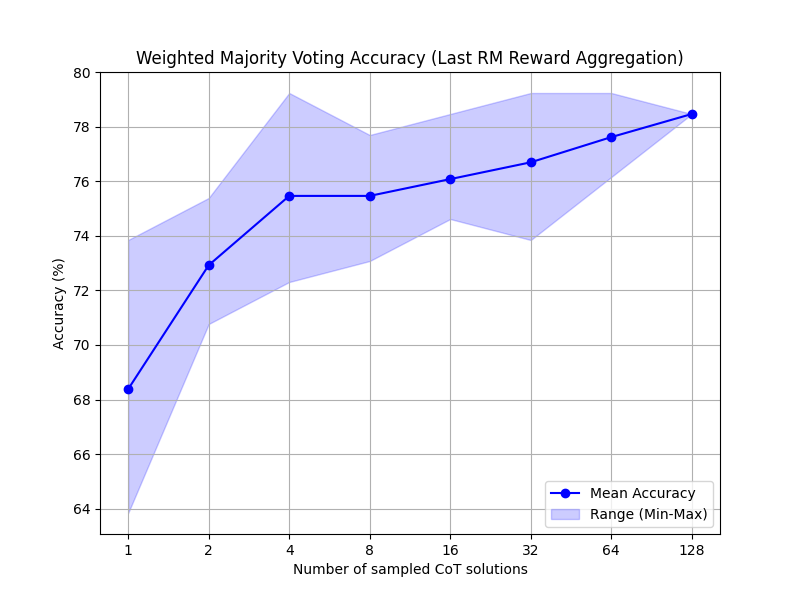 Weighted Majority Voting Accuracy (Last RM Reward Aggregation)
80
78
76
74
72
70
68
66
64
Accuracy (%)
1 2 4 8 16 32 64 128
Number of sampled CoT solutions
Mean Accuracy
Range (Min-Max)